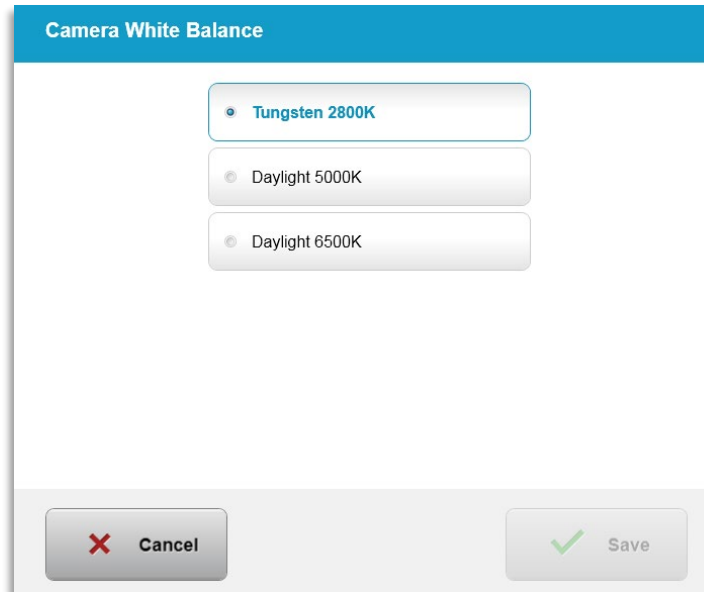 Camera White Balance
Tungsten 2800K
Daylight 5000K
Daylight 6500K
Cancel
Save